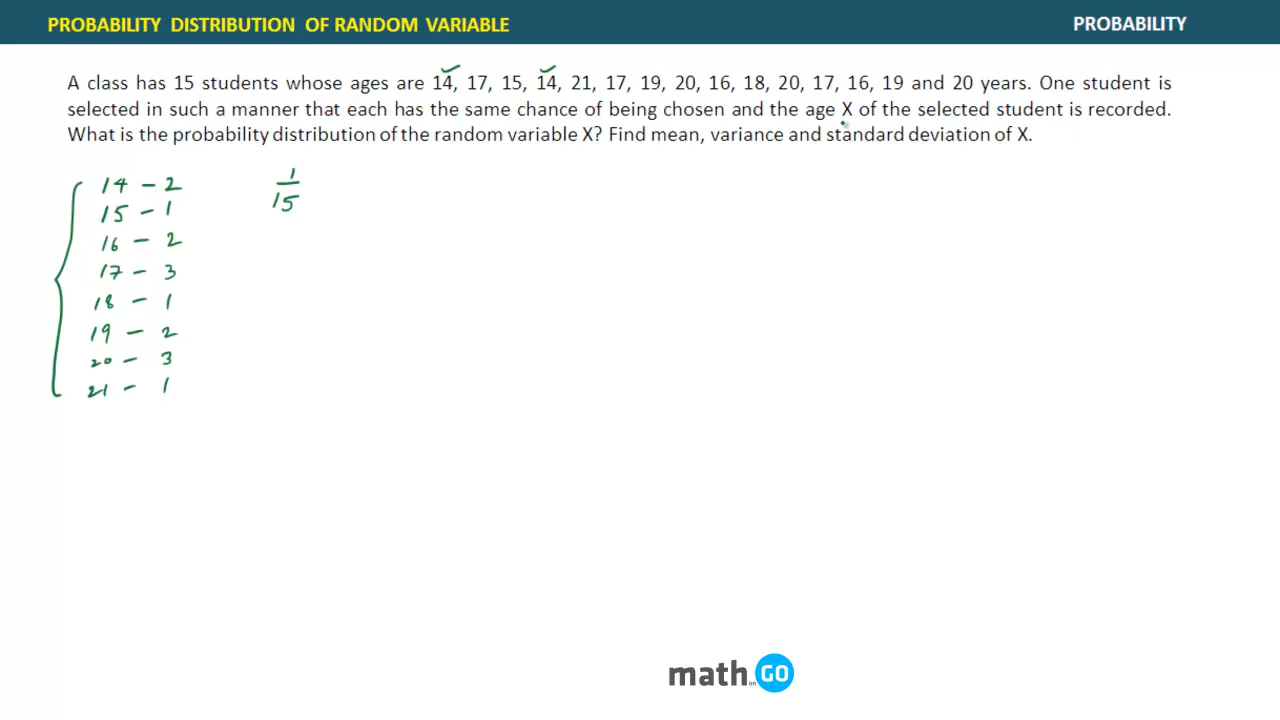 PROBABILITY DISTRIBUTION OF RANDOM VARIABLE
PROBABILITY
A class has 15 students whose ages are 14, 17, 15, 14, 21, 17, 19, 20, 16, 18, 20, 17, 16, 19 and 20 years. One student is
selected in such a manner that each has the same chance of being chosen and the age X of the selected student is recorded.
What is the probability distribution of the random variable X? Find mean, variance and standard deviation of X.
14 - 2
15 - 1
16 - 2
17 - 3
18 - 1
19 - 2
20 - 3
21 - 1
1
15
math on GO